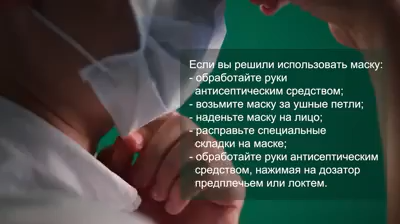 Если вы решили использовать маску:
- обработайте руки
антисептическим средством;
- возьмите маску за ушные петли;
- наденьте маску на лицо;
- расправьте специальные
складки на маске;
- обработайте руки антисептическим
средством, нажимая на дозатор
предплечьем или локтем.